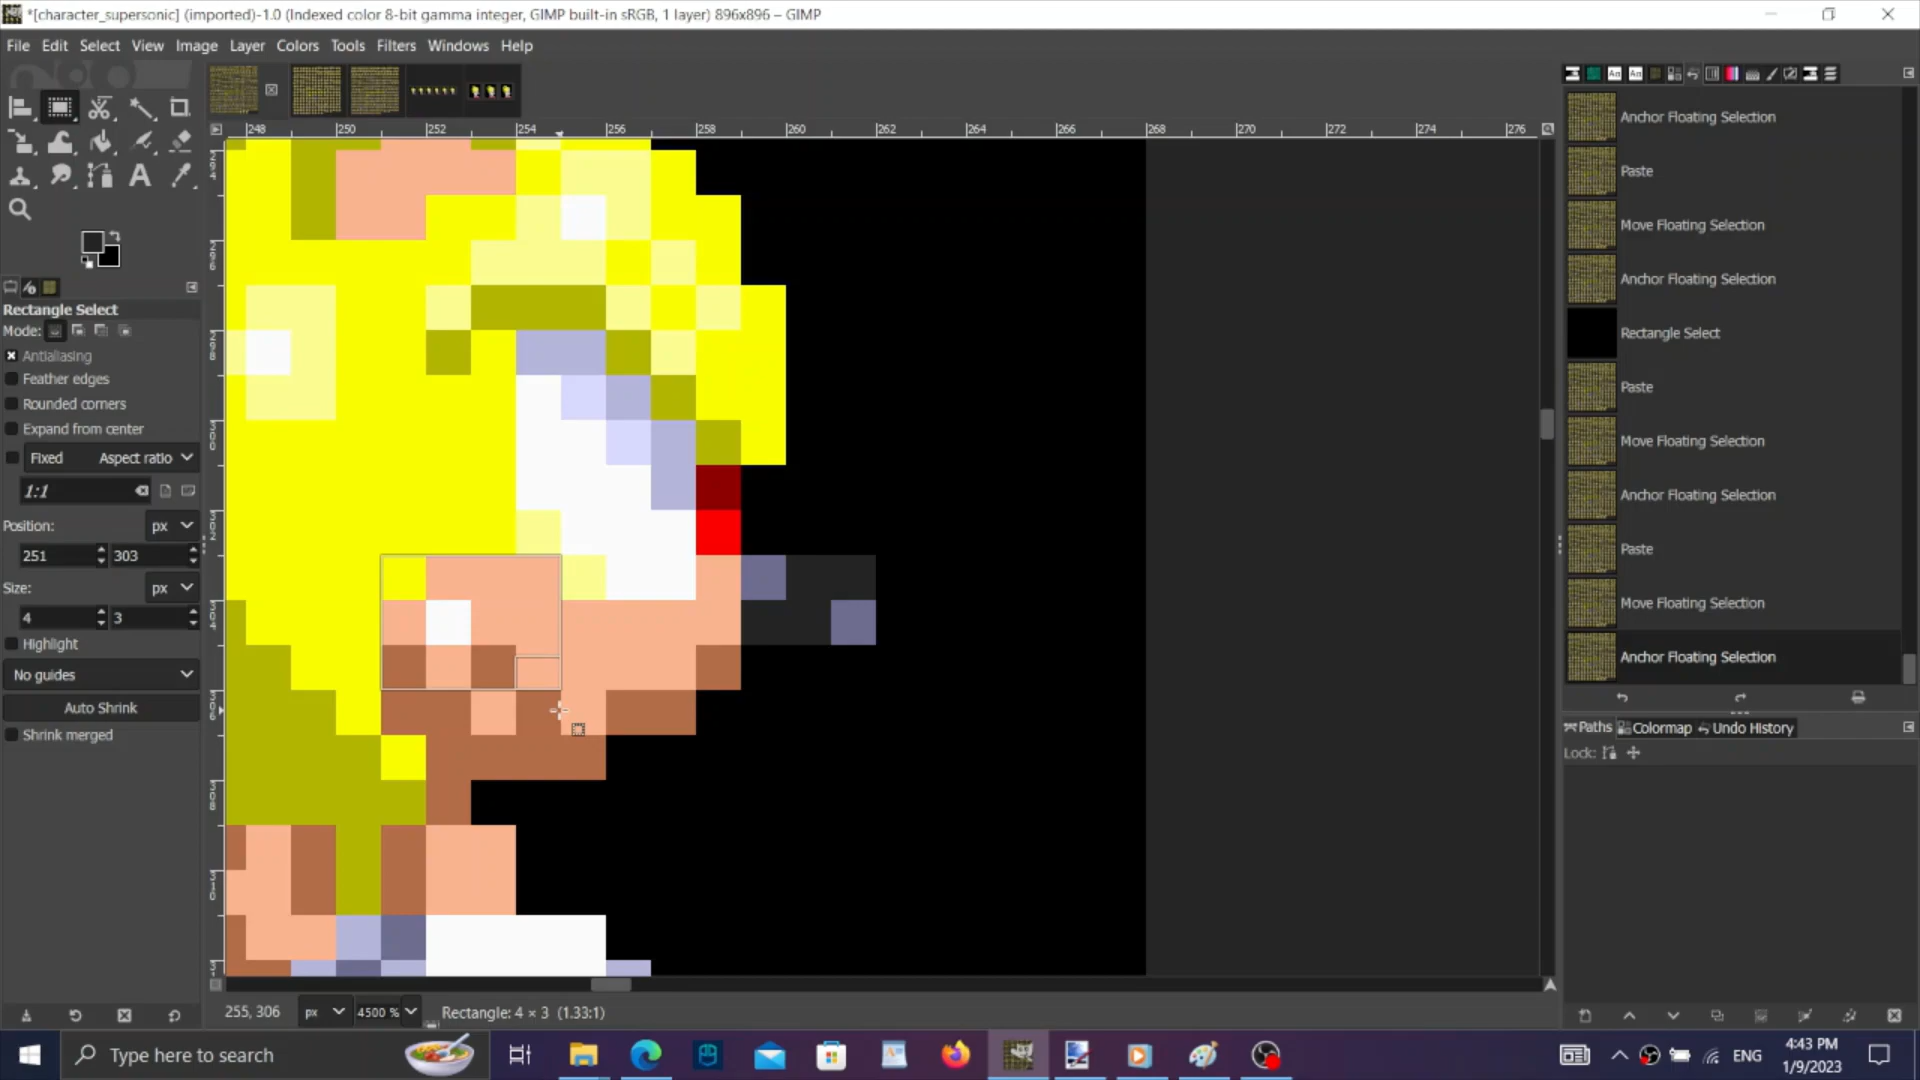 *[character_supersonic] (imported)-1.0 (Indexed color 8-bit gamma integer, GIMP built-in sRGB, 1 layer) 896x896 – GIMP
File Edit Select View Image Layer Colors Tools Filters Windows Help
248 250 252 254 256 258 260 262 264 266 268 270 272 274 276
Rectangle Select
Mode:
Antialiasing
Feather edges
Rounded corners
Expand from center
Fixed Aspect ratio
1:1
Position: px
251 303
Size: px
4 3
Highlight
No guides
Auto Shrink
Shrink merged
Anchor Floating Selection
Paste
Move Floating Selection
Anchor Floating Selection
Rectangle Select
Paste
Move Floating Selection
Anchor Floating Selection
Paste
Move Floating Selection
Anchor Floating Selection
Paths Colormap Undo History
Lock:
255, 306 px 4500 % Rectangle: 4 × 3 (1.33:1)
Type here to search
ENG
4:43 PM
1/9/2023